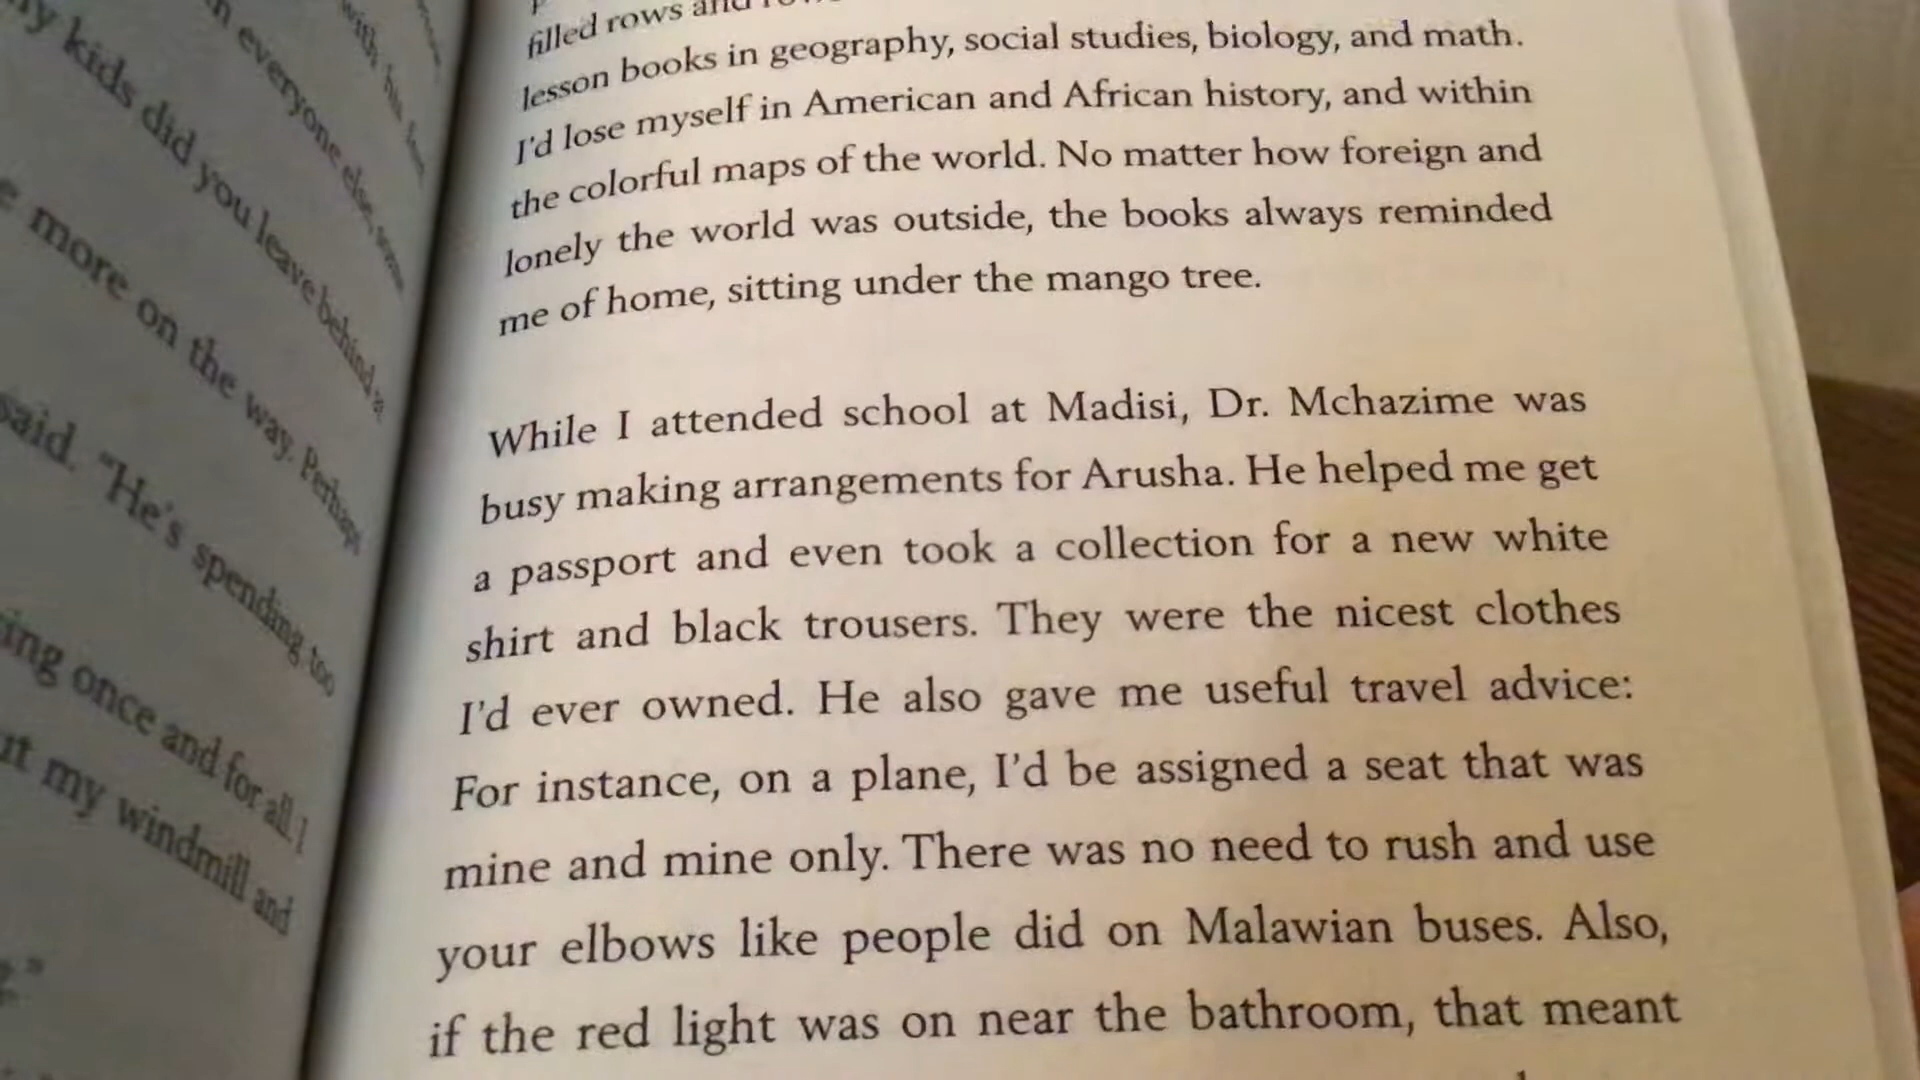 y kids did you leave behind a
n everyone else, some
with his
e more on the way. Perhaps
said. "He's spending too
ing once and for all I
ut my windmill and
filled rows and
lesson books in geography, social studies, biology, and math.
I'd lose myself in American and African history, and within
the colorful maps of the world. No matter how foreign and
lonely the world was outside, the books always reminded
me of home, sitting under the mango tree.
While I attended school at Madisi, Dr. Mchazime was
busy making arrangements for Arusha. He helped me get
a passport and even took a collection for a new white
shirt and black trousers. They were the nicest clothes
I'd ever owned. He also gave me useful travel advice:
For instance, on a plane, I'd be assigned a seat that was
mine and mine only. There was no need to rush and use
your elbows like people did on Malawian buses. Also,
if the red light was on near the bathroom, that meant